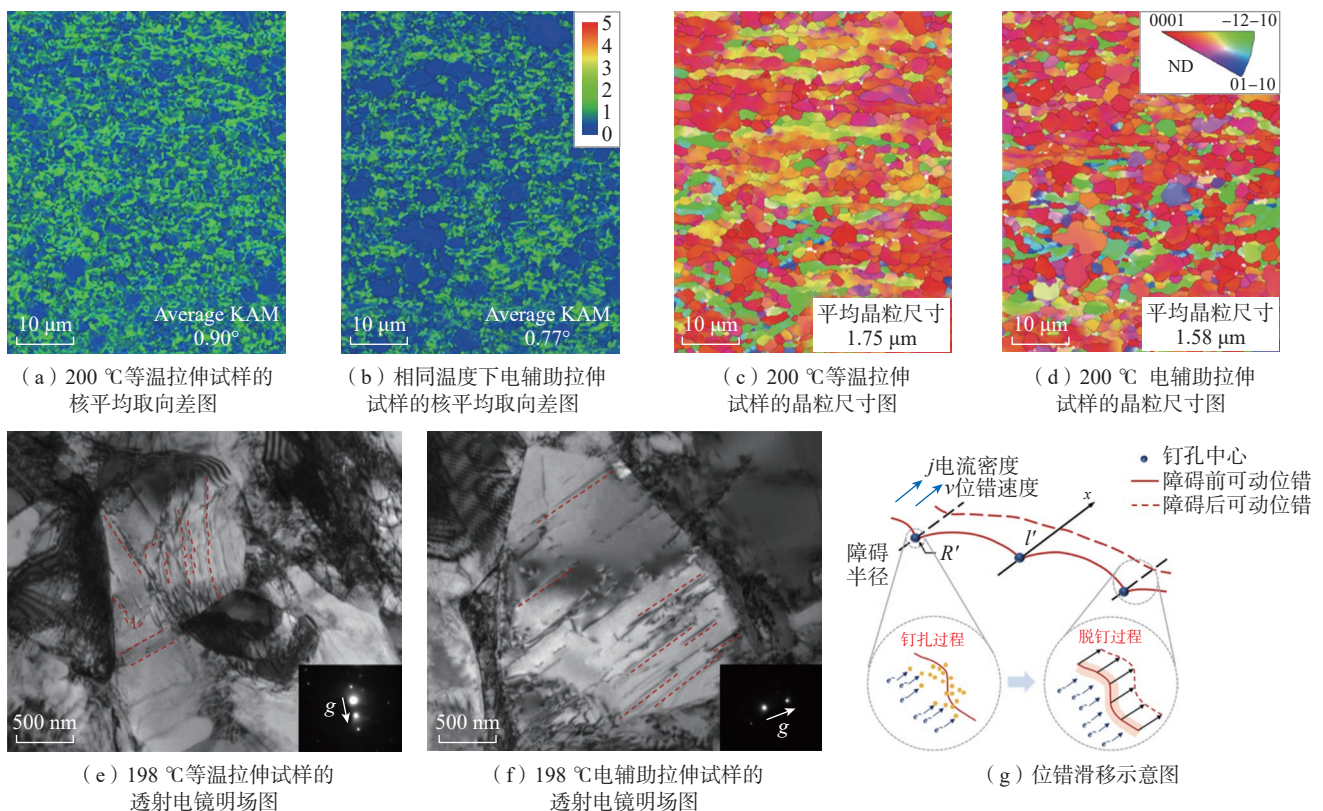 5
4
3
2
1
0
Average KAM
0.90°
10 μm
Average KAM
0.77°
10 μm
平均晶粒尺寸
1.75 μm
10 μm
0001 −12−10
ND
01−10
平均晶粒尺寸
1.58 μm
10 μm
（a）200 ℃等温拉伸试样的
核平均取向差图
（b）相同温度下电辅助拉伸
试样的核平均取向差图
（c）200 ℃等温拉伸
试样的晶粒尺寸图
（d）200 ℃ 电辅助拉伸
试样的晶粒尺寸图
500 nm
g
500 nm
g
j电流密度
v位错速度
x
钉孔中心
障碍前可动位错
障碍后可动位错
障碍
半径
R′
l′
钉扎过程
脱钉过程
（e）198 ℃等温拉伸试样的
透射电镜明场图
（f）198 ℃电辅助拉伸试样的
透射电镜明场图
（g）位错滑移示意图